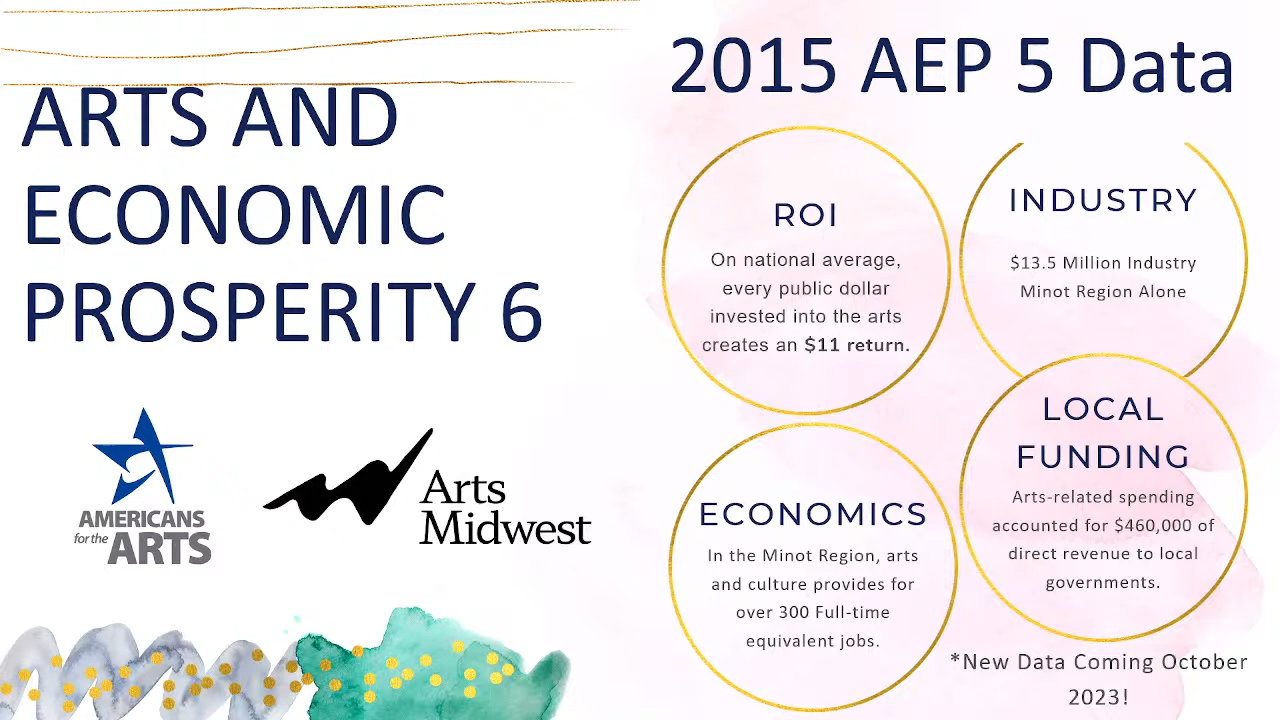 ARTS AND
ECONOMIC
PROSPERITY 6
AMERICANS
for the ARTS
Arts
Midwest
2015 AEP 5 Data
ROI
On national average,
every public dollar
invested into the arts
creates an $11 return.
INDUSTRY
$13.5 Million Industry
Minot Region Alone
ECONOMICS
In the Minot Region, arts
and culture provides for
over 300 Full-time
equivalent jobs.
LOCAL
FUNDING
Arts-related spending
accounted for $460,000 of
direct revenue to local
governments.
*New Data Coming October
2023!